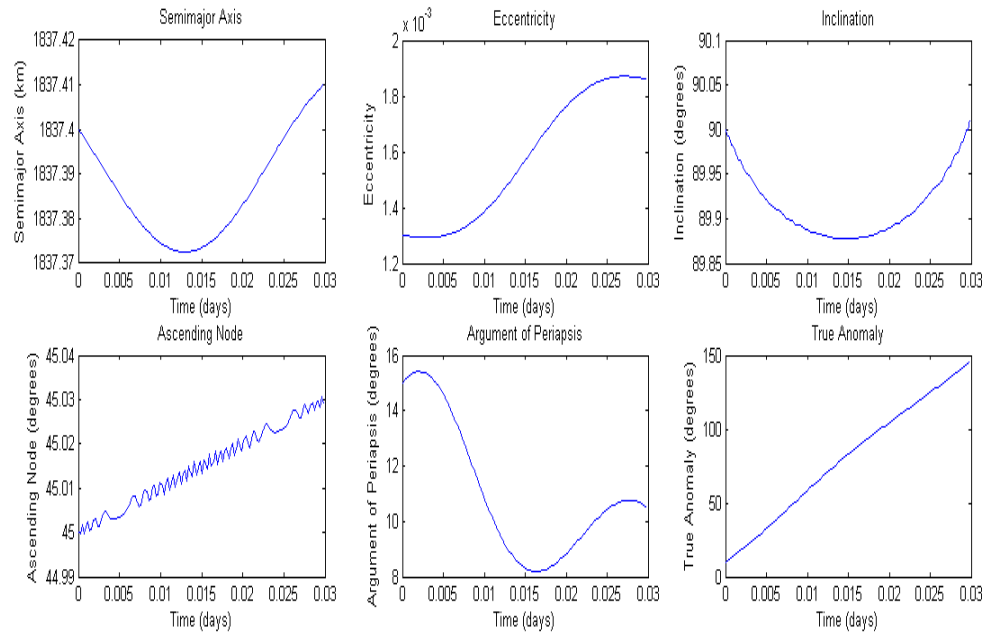 Semimajor Axis
1837.42
1837.41
1837.4
1837.39
1837.38
1837.37
Semimajor Axis (km)
0 0.005 0.01 0.015 0.02 0.025 0.03
Time (days)
x 10-3
Eccentricity
2
1.8
1.6
1.4
1.2
Eccentricity
0 0.005 0.01 0.015 0.02 0.025 0.03
Time (days)
Inclination
90.1
90.05
90
89.95
89.9
89.85
Inclination (degrees)
0 0.005 0.01 0.015 0.02 0.025 0.03
Time (days)
Ascending Node
45.04
45.03
45.02
45.01
45
44.99
Ascending Node (degrees)
0 0.005 0.01 0.015 0.02 0.025 0.03
Time (days)
Argument of Periapsis
16
14
12
10
8
Argument of Periapsis (degrees)
0 0.005 0.01 0.015 0.02 0.025 0.03
Time (days)
True Anomaly
150
100
50
0
True Anomaly (degrees)
0 0.005 0.01 0.015 0.02 0.025 0.03
Time (days)